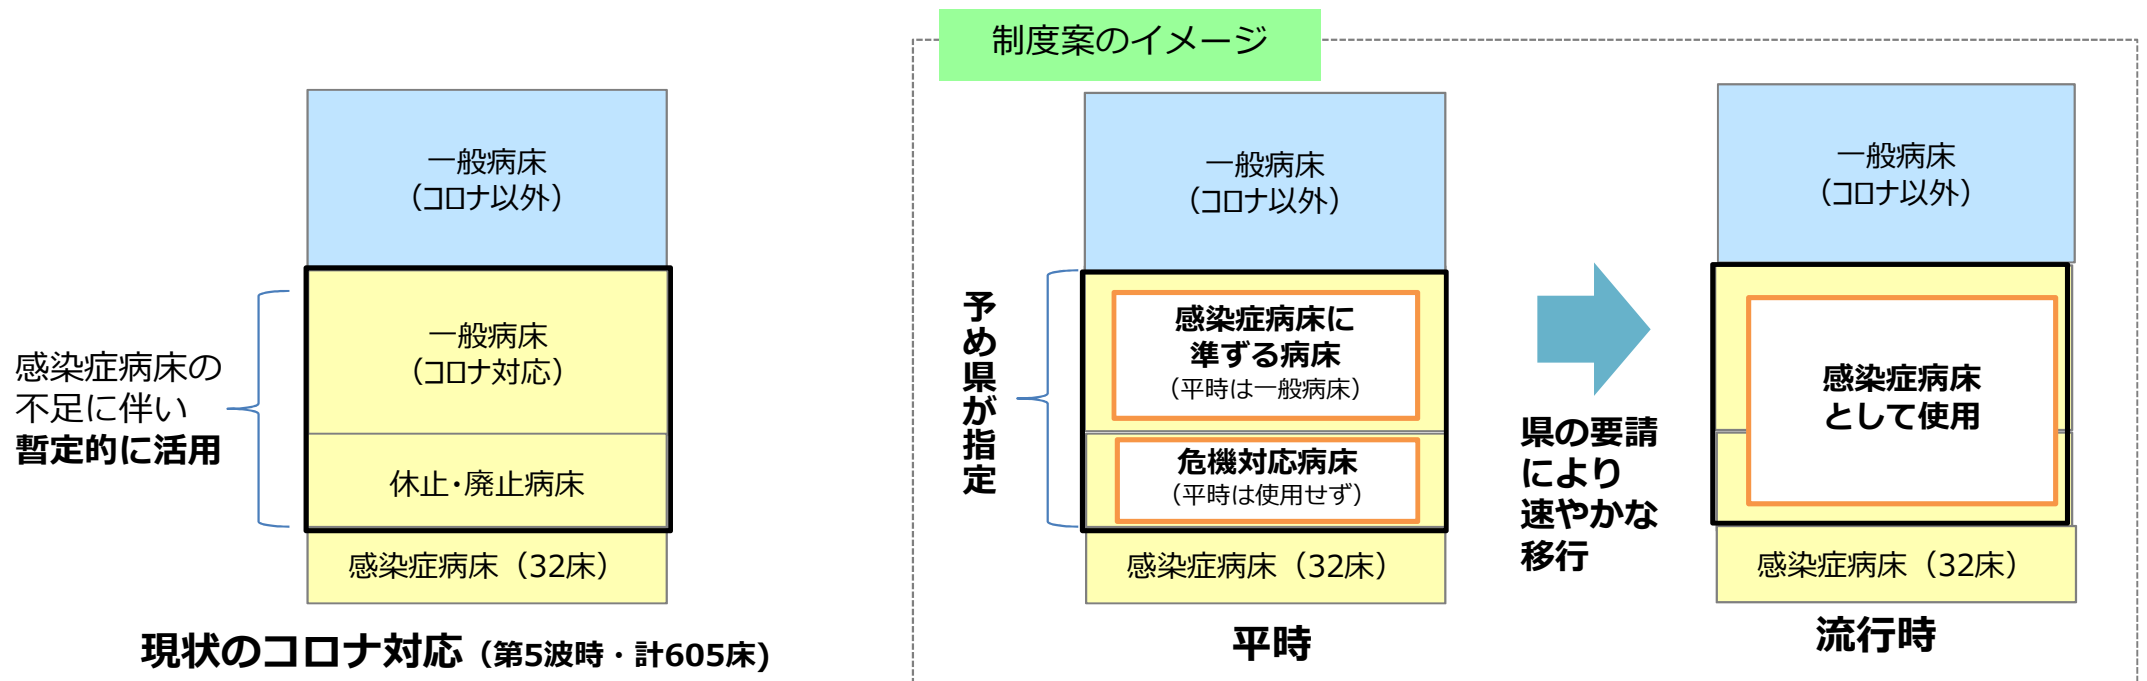 制度案のイメージ
一般病床
（コロナ以外）
一般病床
（コロナ対応）
休止・廃止病床
感染症病床（32床）
感染症病床の
不足に伴い
暫定的に活用
現状のコロナ対応（第5波時・計605床)
予め県が指定
一般病床
（コロナ以外）
感染症病床に
準ずる病床
（平時は一般病床）
危機対応病床
（平時は使用せず）
感染症病床（32床）
平時
県の要請
により
速やかな
移行
一般病床
（コロナ以外）
感染症病床
として使用
感染症病床（32床）
流行時